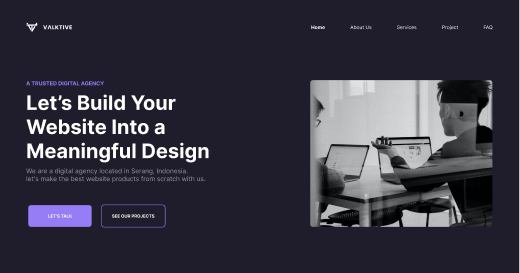 VALKTIVE
Home
About Us
Services
Project
FAQ
A TRUSTED DIGITAL AGENCY
Let's Build Your
Website Into a
Meaningful Design
We are a digital agency located in Serang, Indonesia.
let's make the best website products from scratch with us.
LET'S TALK
SEE OUR PROJECTS